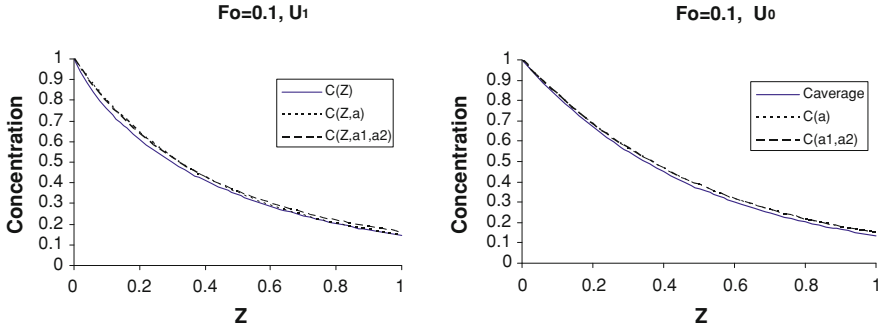 Fo=0.1, U1
Concentration
1
0.9
0.8
0.7
0.6
0.5
0.4
0.3
0.2
0.1
0
0
0.2
0.4
0.6
0.8
1
Z
C(Z)
C(Z,a)
C(Z,a1,a2)
Fo=0.1, U0
Concentration
1
0.9
0.8
0.7
0.6
0.5
0.4
0.3
0.2
0.1
0
0
0.2
0.4
0.6
0.8
1
Z
Caverage
C(a)
C(a1,a2)